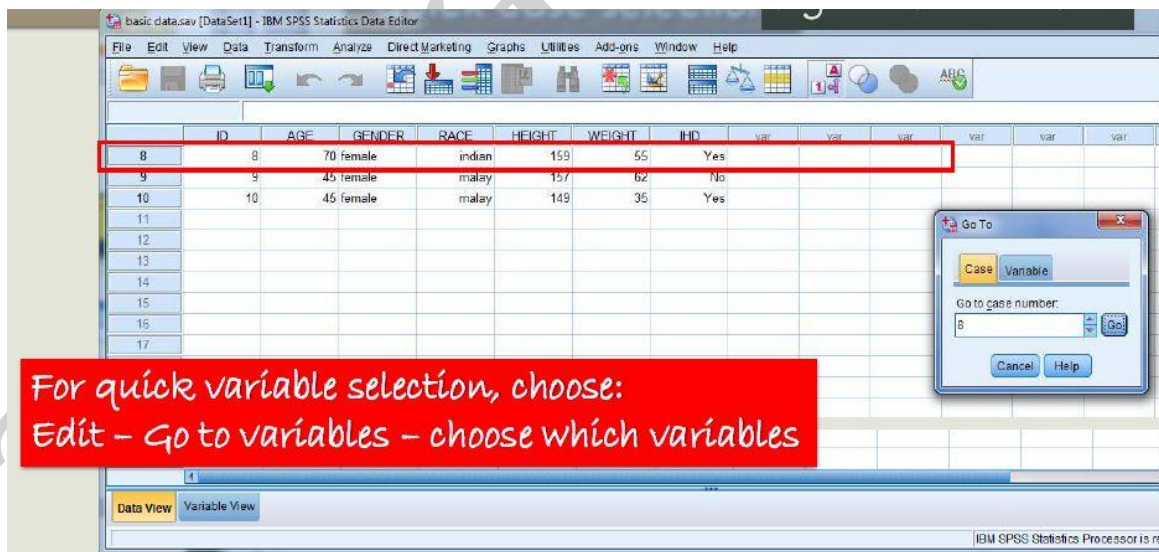 basic data.sav [DataSet1] - IBM SPSS Statistics Data Editor
File Edit View Data Transform Analyze Direct Marketing Graphs Utilities Add-ons Window Help
ID AGE GENDER RACE HEIGHT WEIGHT IHD var var var var var var
8 8 70 female indian 159 55 Yes
9 9 45 female malay 157 62 No
10 10 45 female malay 149 35 Yes
11
12
13
14
15
16
17
Go To
Case Variable
Go to case number:
8 Go
Cancel Help
For quick variable selection, choose:
Edit – Go to variables – choose which variables
Data View Variable View
IBM SPSS Statistics Processor is